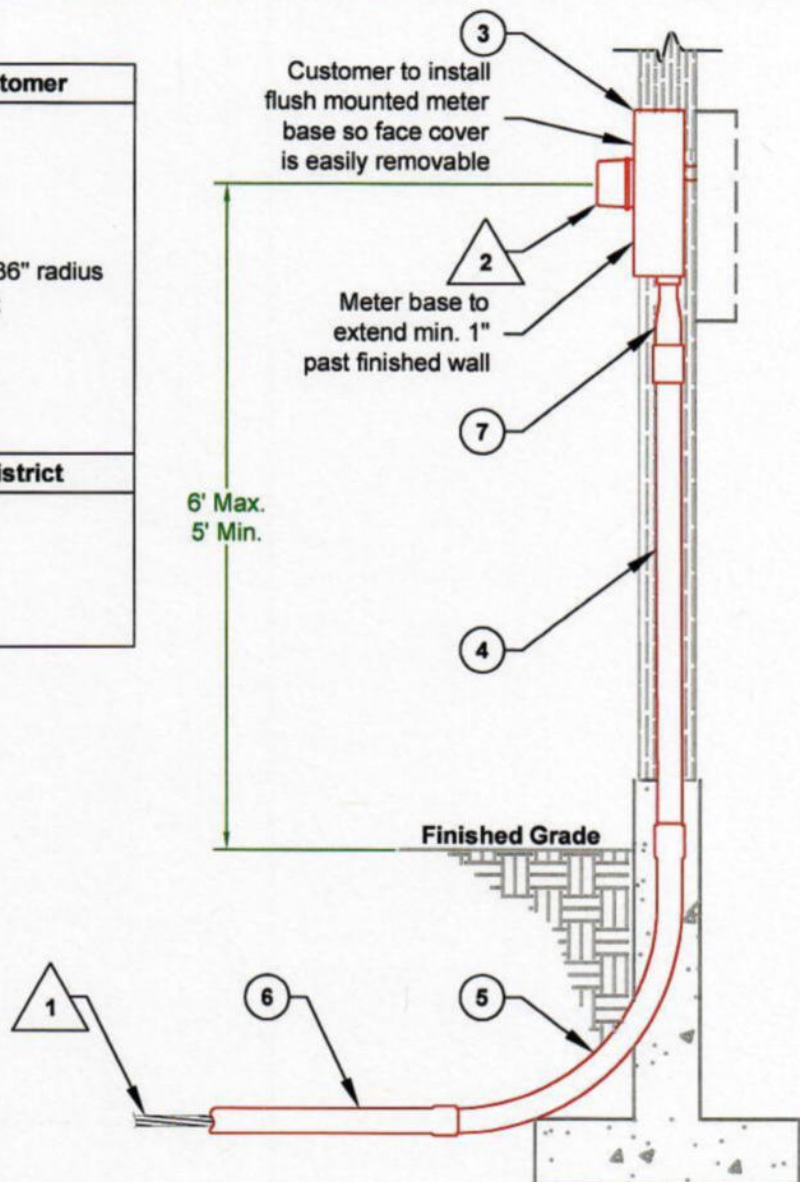 tomer
36" radius
istrict
3
Customer to install
flush mounted meter
base so face cover
is easily removable
2
Meter base to
extend min. 1"
past finished wall
7
6' Max.
5' Min.
4
Finished Grade
1
6
5